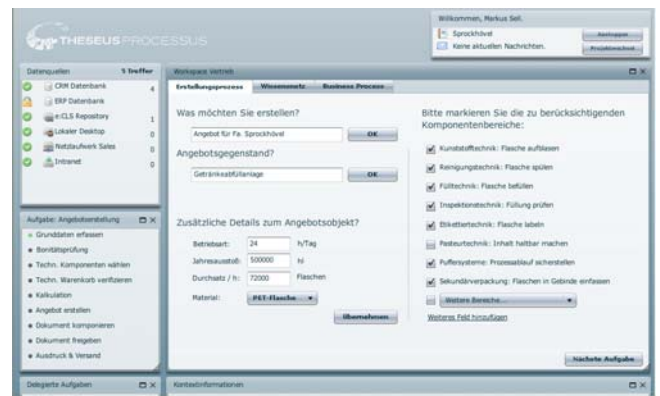 THESEUS PROCESSUS
Willkommen, Markus Sell.
Sprockhövel
Ausloggen
Keine aktuellen Nachrichten.
Projektwechsel
Datenquellen
5 Treffer
CRM Datenbank
4
ERP Datenbank
e:CLS Repository
1
Lokaler Desktop
0
Netzlaufwerk Sales
0
Intranet
0
Aufgabe: Angebotserstellung
Grunddaten erfassen
Bonitätsprüfung
Techn. Komponenten wählen
Techn. Warenkorb verifizieren
Kalkulation
Angebot erstellen
Dokument komponieren
Dokument freigeben
Ausdruck & Versand
Delegierte Aufgaben
Workspace Vertrieb
Erstellungsprozess
Wissensnetz
Business Process
Was möchten Sie erstellen?
Angebot für Fa. Sprockhövel
OK
Angebotsgegenstand?
Getränkeabfüllanlage
OK
Zusätzliche Details zum Angebotsobjekt?
Betriebsart: 24 h/Tag
Jahresausstoß: 500000 hl
Durchsatz / h: 72000 Flaschen
Material: PET-Flasche
Übernehmen
Bitte markieren Sie die zu berücksichtigenden
Komponentenbereiche:
Kunststofftechnik: Flasche aufblasen
Reinigungstechnik: Flasche spülen
Fülltechnik: Flasche befüllen
Inspektionstechnik: Füllung prüfen
Etikettiertechnik: Flasche labeln
Pasteurtechnik: Inhalt haltbar machen
Puffersysteme: Prozessablauf sicherstellen
Sekundärverpackung: Flaschen in Gebinde einfassen
Weitere Bereiche...
Weiteres Feld hinzufügen
Nächste Aufgabe
Kontextinformationen